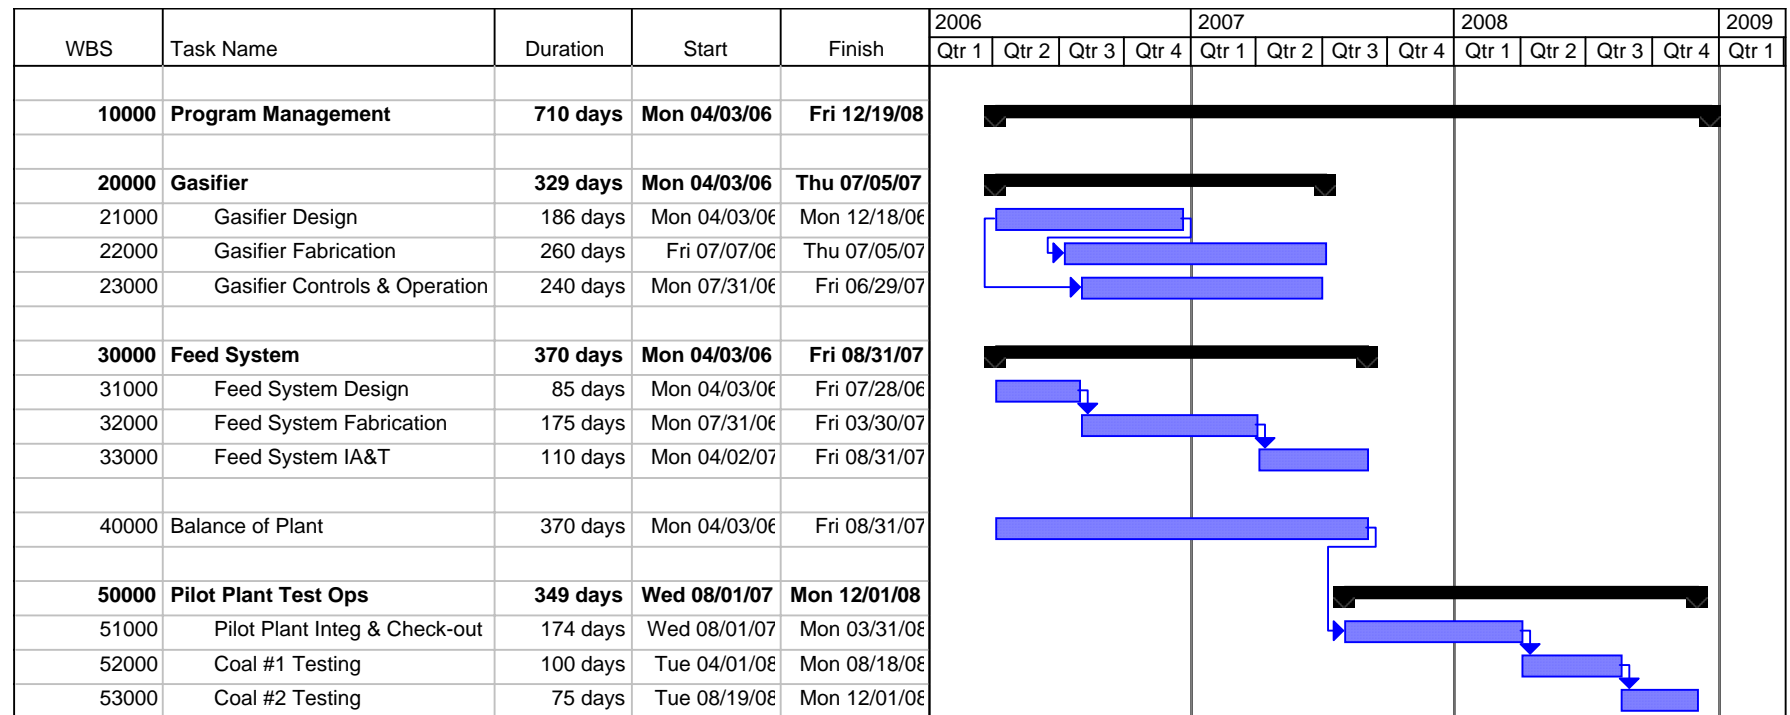 2006 2007 2008 2009
WBS Task Name Duration Start Finish Qtr 1 Qtr 2 Qtr 3 Qtr 4 Qtr 1 Qtr 2 Qtr 3 Qtr 4 Qtr 1 Qtr 2 Qtr 3 Qtr 4 Qtr 1
10000 Program Management 710 days Mon 04/03/06 Fri 12/19/08
20000 Gasifier 329 days Mon 04/03/06 Thu 07/05/07
21000 Gasifier Design 186 days Mon 04/03/06 Mon 12/18/06
22000 Gasifier Fabrication 260 days Fri 07/07/06 Thu 07/05/07
23000 Gasifier Controls & Operation 240 days Mon 07/31/06 Fri 06/29/07
30000 Feed System 370 days Mon 04/03/06 Fri 08/31/07
31000 Feed System Design 85 days Mon 04/03/06 Fri 07/28/06
32000 Feed System Fabrication 175 days Mon 07/31/06 Fri 03/30/07
33000 Feed System IA&T 110 days Mon 04/02/07 Fri 08/31/07
40000 Balance of Plant 370 days Mon 04/03/06 Fri 08/31/07
50000 Pilot Plant Test Ops 349 days Wed 08/01/07 Mon 12/01/08
51000 Pilot Plant Integ & Check-out 174 days Wed 08/01/07 Mon 03/31/08
52000 Coal #1 Testing 100 days Tue 04/01/08 Mon 08/18/08
53000 Coal #2 Testing 75 days Tue 08/19/08 Mon 12/01/08